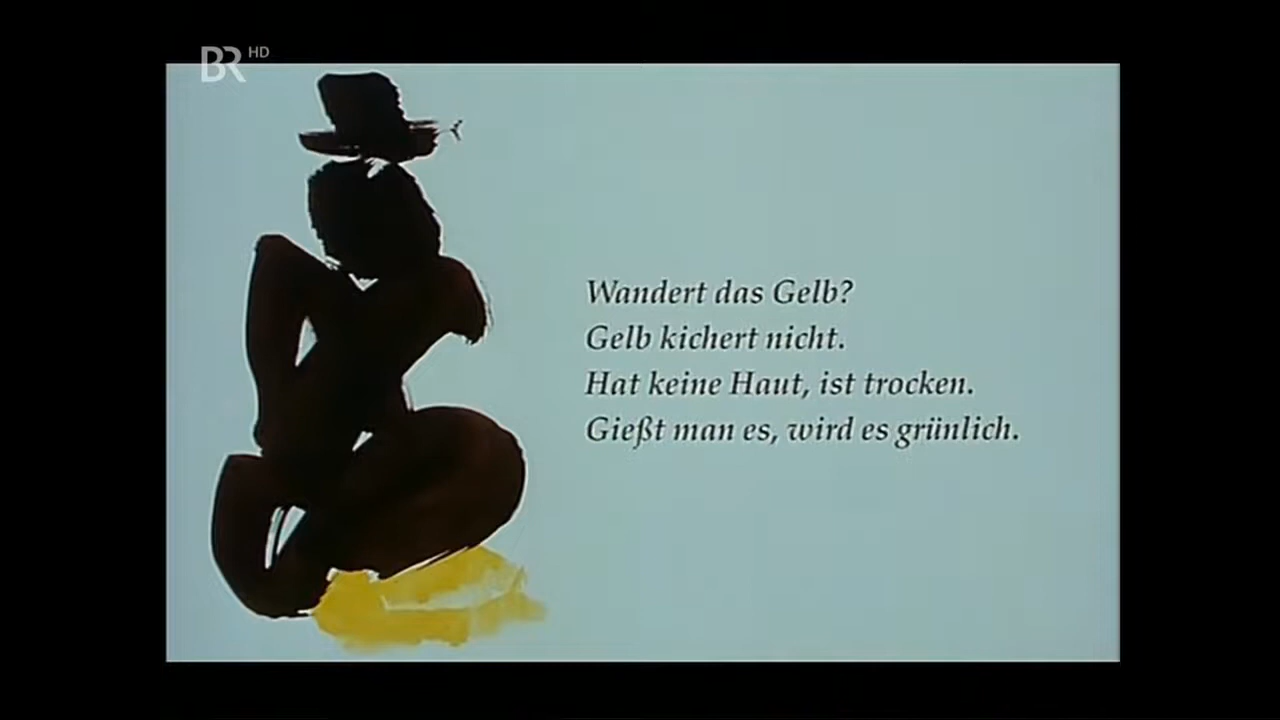 BR HD
Wandert das Gelb?
Gelb kichert nicht.
Hat keine Haut, ist trocken.
Gießt man es, wird es grünlich.